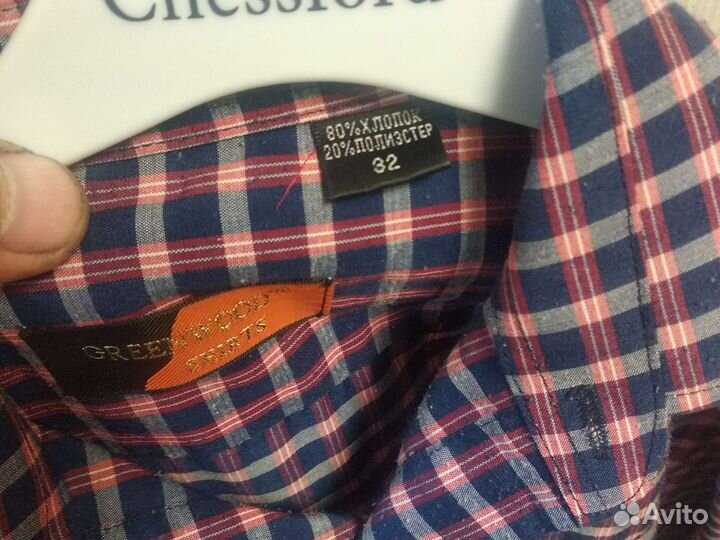 Chessford
80%ХЛОПОК
20%ПОЛИЭСТЕР
32
GREENWOOD
SHIRTS
Avito